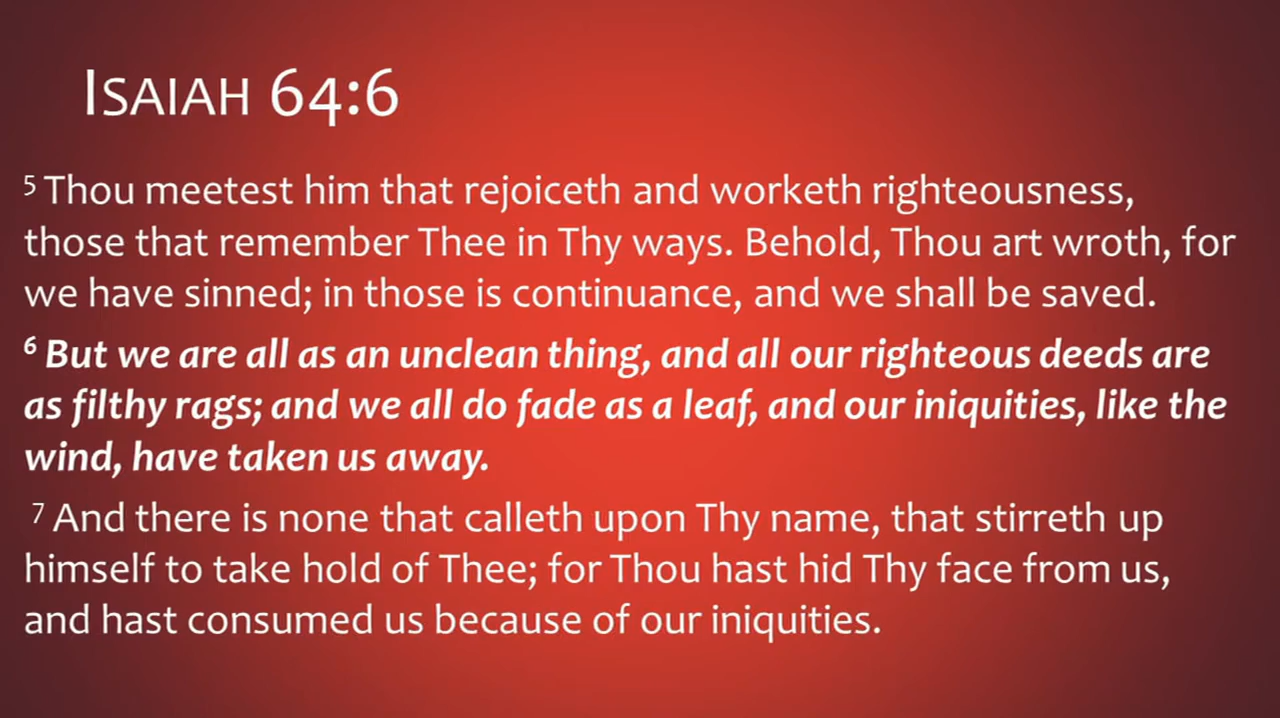 Isaiah 64:6
5 Thou meetest him that rejoiceth and worketh righteousness,
those that remember Thee in Thy ways. Behold, Thou art wroth, for
we have sinned; in those is continuance, and we shall be saved.
6 But we are all as an unclean thing, and all our righteous deeds are
as filthy rags; and we all do fade as a leaf, and our iniquities, like the
wind, have taken us away.
7 And there is none that calleth upon Thy name, that stirreth up
himself to take hold of Thee; for Thou hast hid Thy face from us,
and hast consumed us because of our iniquities.